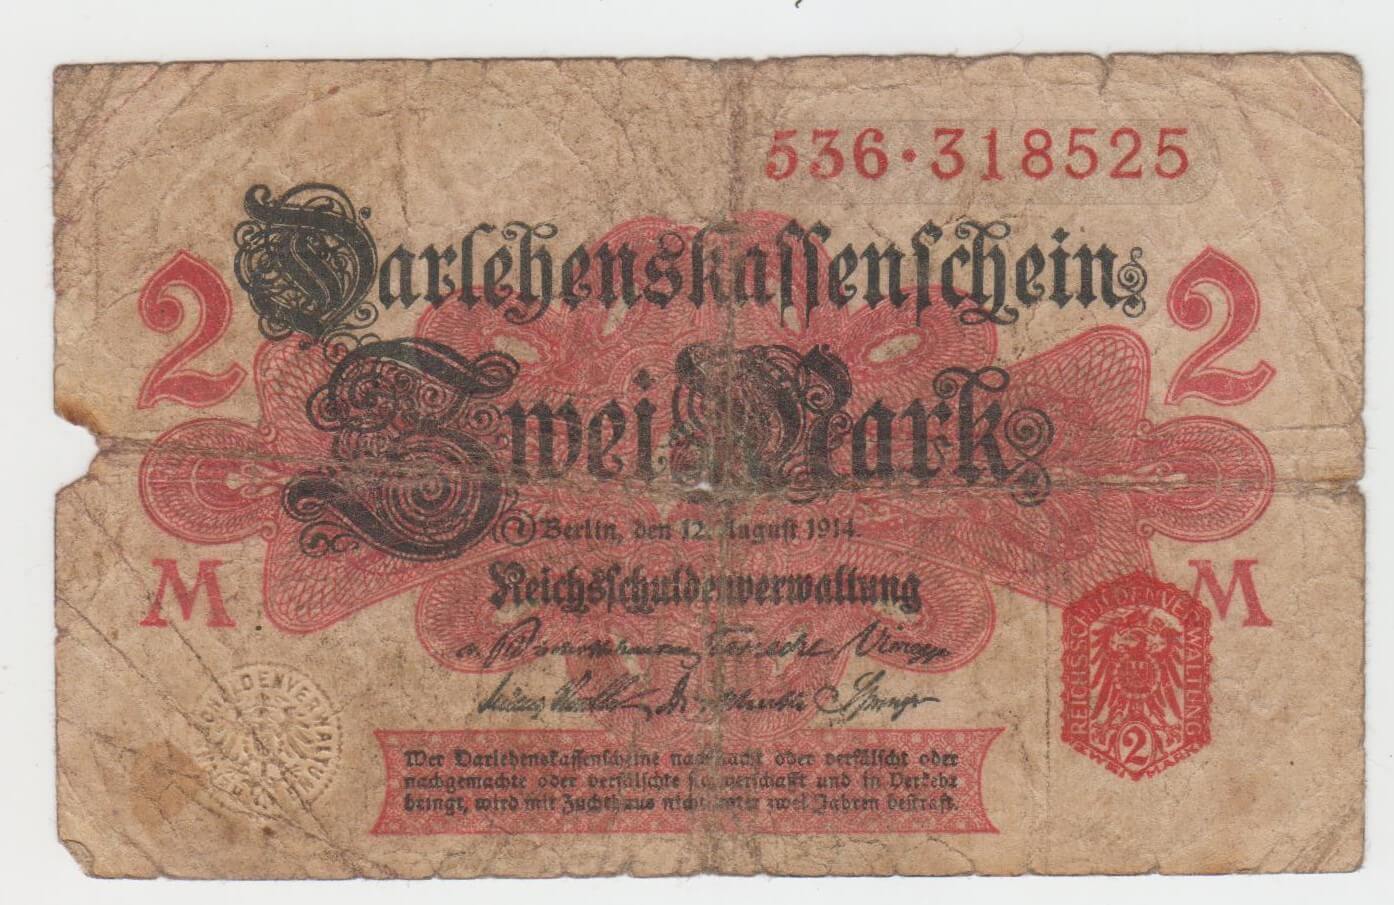 536·318525
Darlehenskassenschein
2
2
Zwei Mark
Berlin, den 12. August 1914.
Reichsschuldenverwaltung
M
M
REICHSSCHULDENVERWALTUNG
2
ZWEI MARK
Wer Darlehenskassenscheine nachmacht oder verfälscht oder
nachgemachte oder verfälschte sich verschafft und in Verkehr
bringt, wird mit Zuchthaus nicht unter zwei Jahren bestraft.